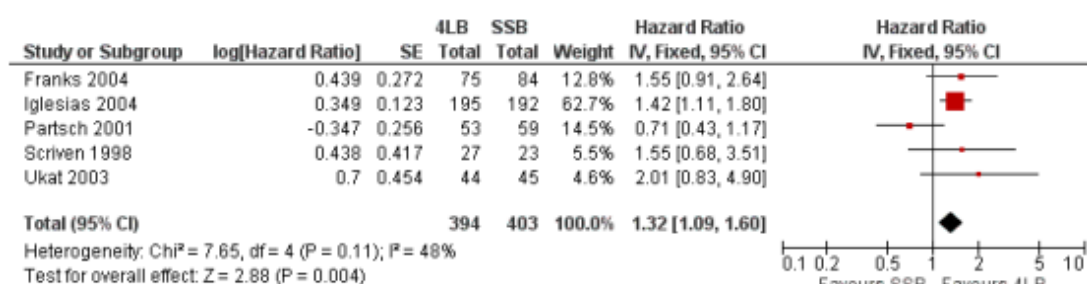 4LB SSB Hazard Ratio Hazard Ratio
Study or Subgroup log[Hazard Ratio] SE Total Total Weight IV, Fixed, 95% CI IV, Fixed, 95% CI
Franks 2004 0.439 0.272 75 84 12.8% 1.55 [0.91, 2.64]
Iglesias 2004 0.349 0.123 195 192 62.7% 1.42 [1.11, 1.80]
Partsch 2001 -0.347 0.256 53 59 14.5% 0.71 [0.43, 1.17]
Scriven 1998 0.438 0.417 27 23 5.5% 1.55 [0.68, 3.51]
Ukat 2003 0.7 0.454 44 45 4.6% 2.01 [0.83, 4.90]
Total (95% CI) 394 403 100.0% 1.32 [1.09, 1.60]
Heterogeneity: Chi² = 7.65, df = 4 (P = 0.11); I² = 48%
Test for overall effect: Z = 2.88 (P = 0.004)
0.1 0.2 0.5 1 2 5 10
Favours SSB Favours 4LB